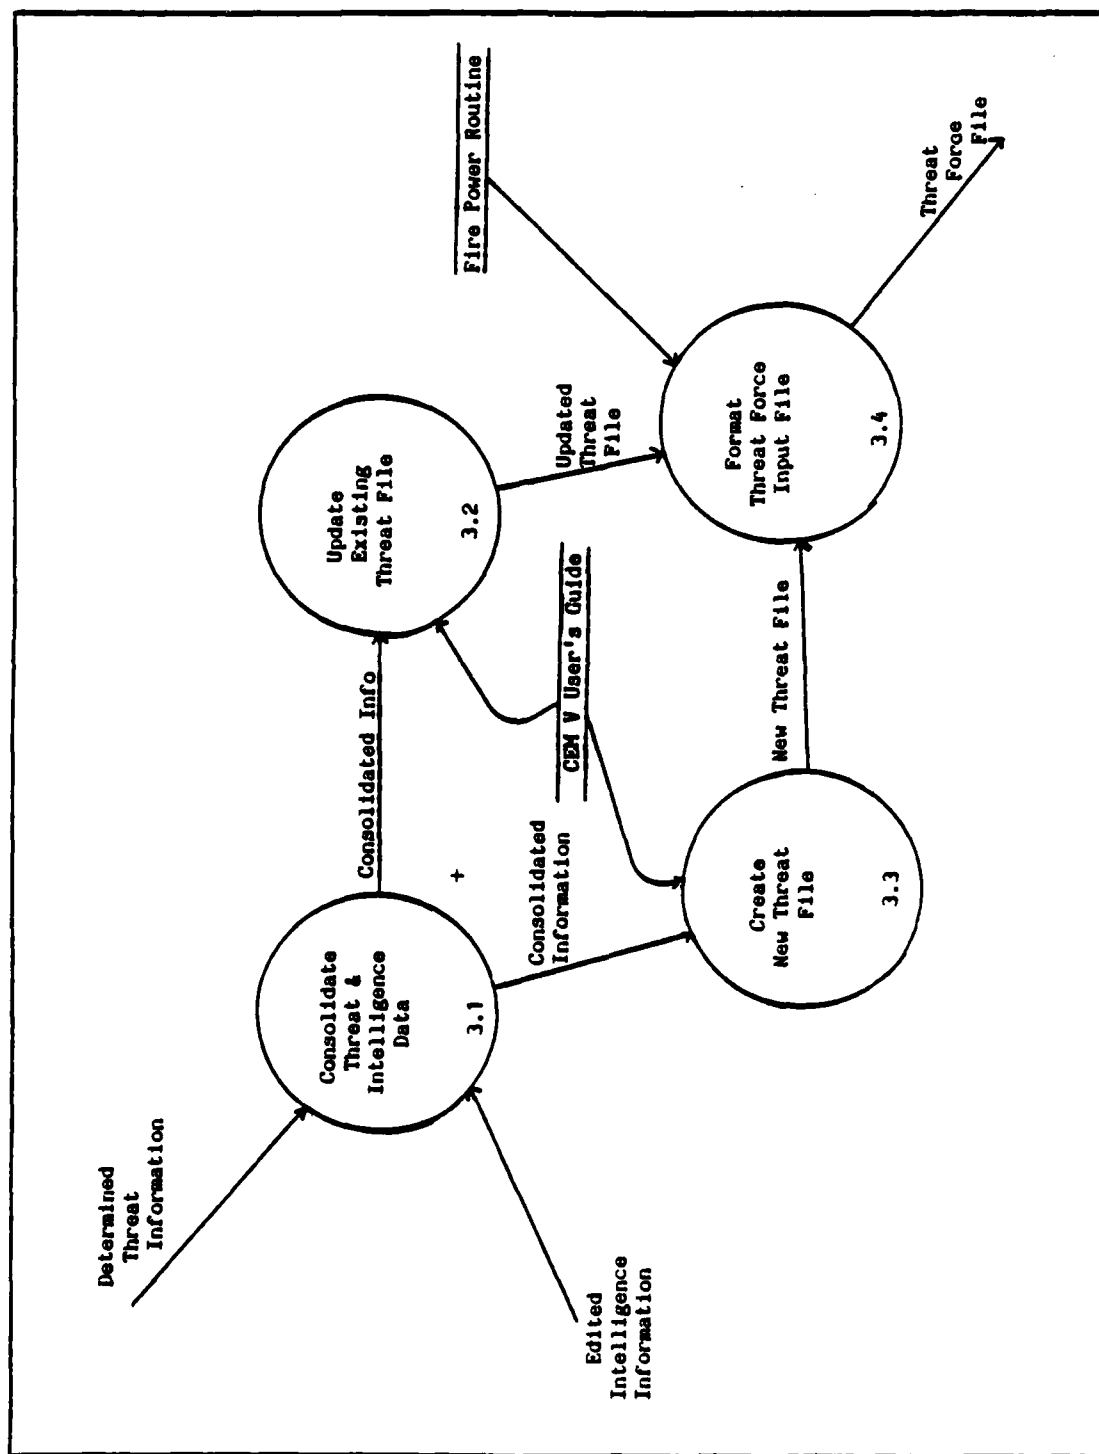 Determined
Threat
Information
Edited
Intelligence
Information
Consolidate
Threat &
Intelligence
Data
3.1
Consolidated Info
+
Consolidated
Information
Update
Existing
Threat File
3.2
CEM V User's Guide
Create
New Threat
File
3.3
Updated
Threat
File
New Threat File
Fire Power Routine
Format
Threat Force
Input File
3.4
Threat
Force
File